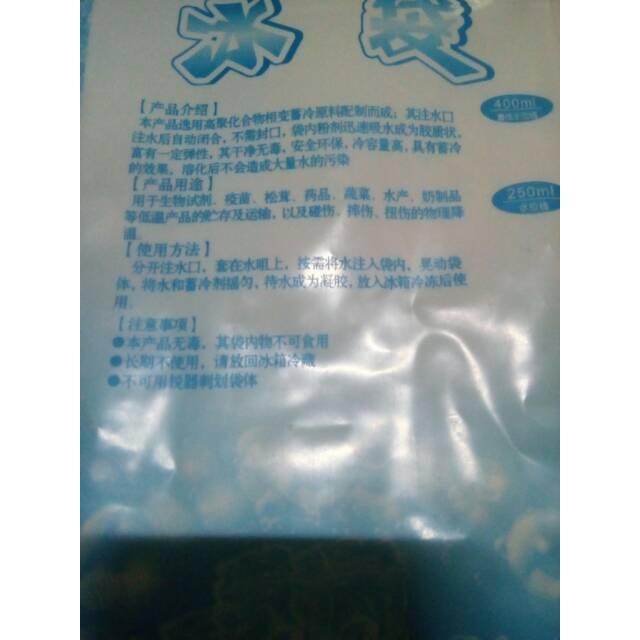 冰袋
【产品介绍】
本产品选用高聚化合物相变蓄冷原料配制而成；其注水口
注水后自动闭合，不需封口，袋内粉剂迅速吸水成为胶质状，
富有一定弹性，其干净无毒，安全环保，冷容量高，具有蓄冷
的效果，溶化后不会造成大量水的污染
【产品用途】
用于生物试剂、疫苗、松茸、药品、蔬菜、水产、奶制品
等低温产品的贮存及运输，以及碰伤、摔伤、扭伤的物理降
温。
【使用方法】
分开注水口，套在水咀上，按需将水注入袋内，晃动袋
体，将水和蓄冷剂摇匀，待水成为凝胶，放入冰箱冷冻后使
用。
【注意事项】
●本产品无毒，其袋内物不可食用
●长期不使用，请放回冰箱冷藏
●不可用锐器刺划袋体
400ml
250ml